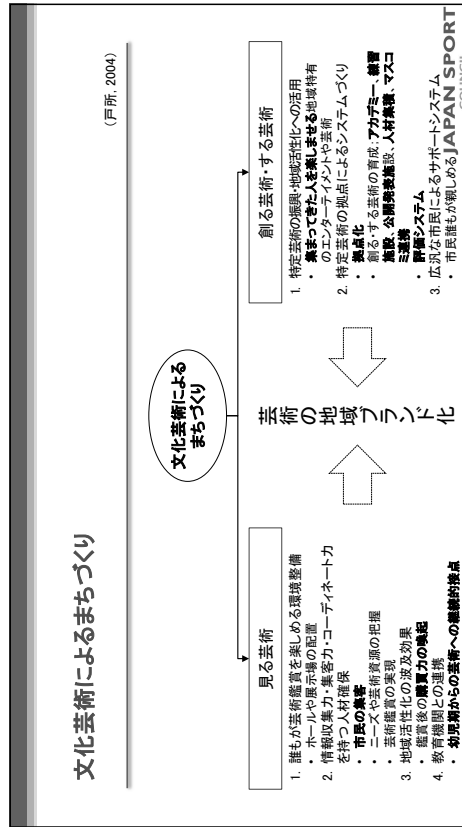 文化芸術によるまちづくり
(戸所, 2004)
文化芸術による
まちづくり
見る芸術
1. 誰もが芸術鑑賞を楽しめる環境整備
• ホールや展示場の配置
2. 情報収集力・集客力・コーディネート力
を持つ人材確保
• 市民の集客
• ニーズや芸術資源の把握
• 芸術鑑賞の実現
3. 地域活性化の波及効果
• 鑑賞後の購買力の喚起
4. 教育機関との連携
• 幼児期からの芸術への継続的接点
芸術の地域ブランド化
創る芸術・する芸術
1. 特定芸術の振興・地域活性化への活用
• 集まってきた人を楽しませる地域特有
のエンターテイメントや芸術
2. 特定芸術の拠点によるシステムづくり
• 拠点化
• 創る・する芸術の育成:アカデミー、練習
施設、公開発表施設、人材集積、マスコ
ミ連携
• 評価システム
3. 広汎な市民によるサポートシステム
• 市民誰もが親しめる
JAPAN SPORT
COUNCIL